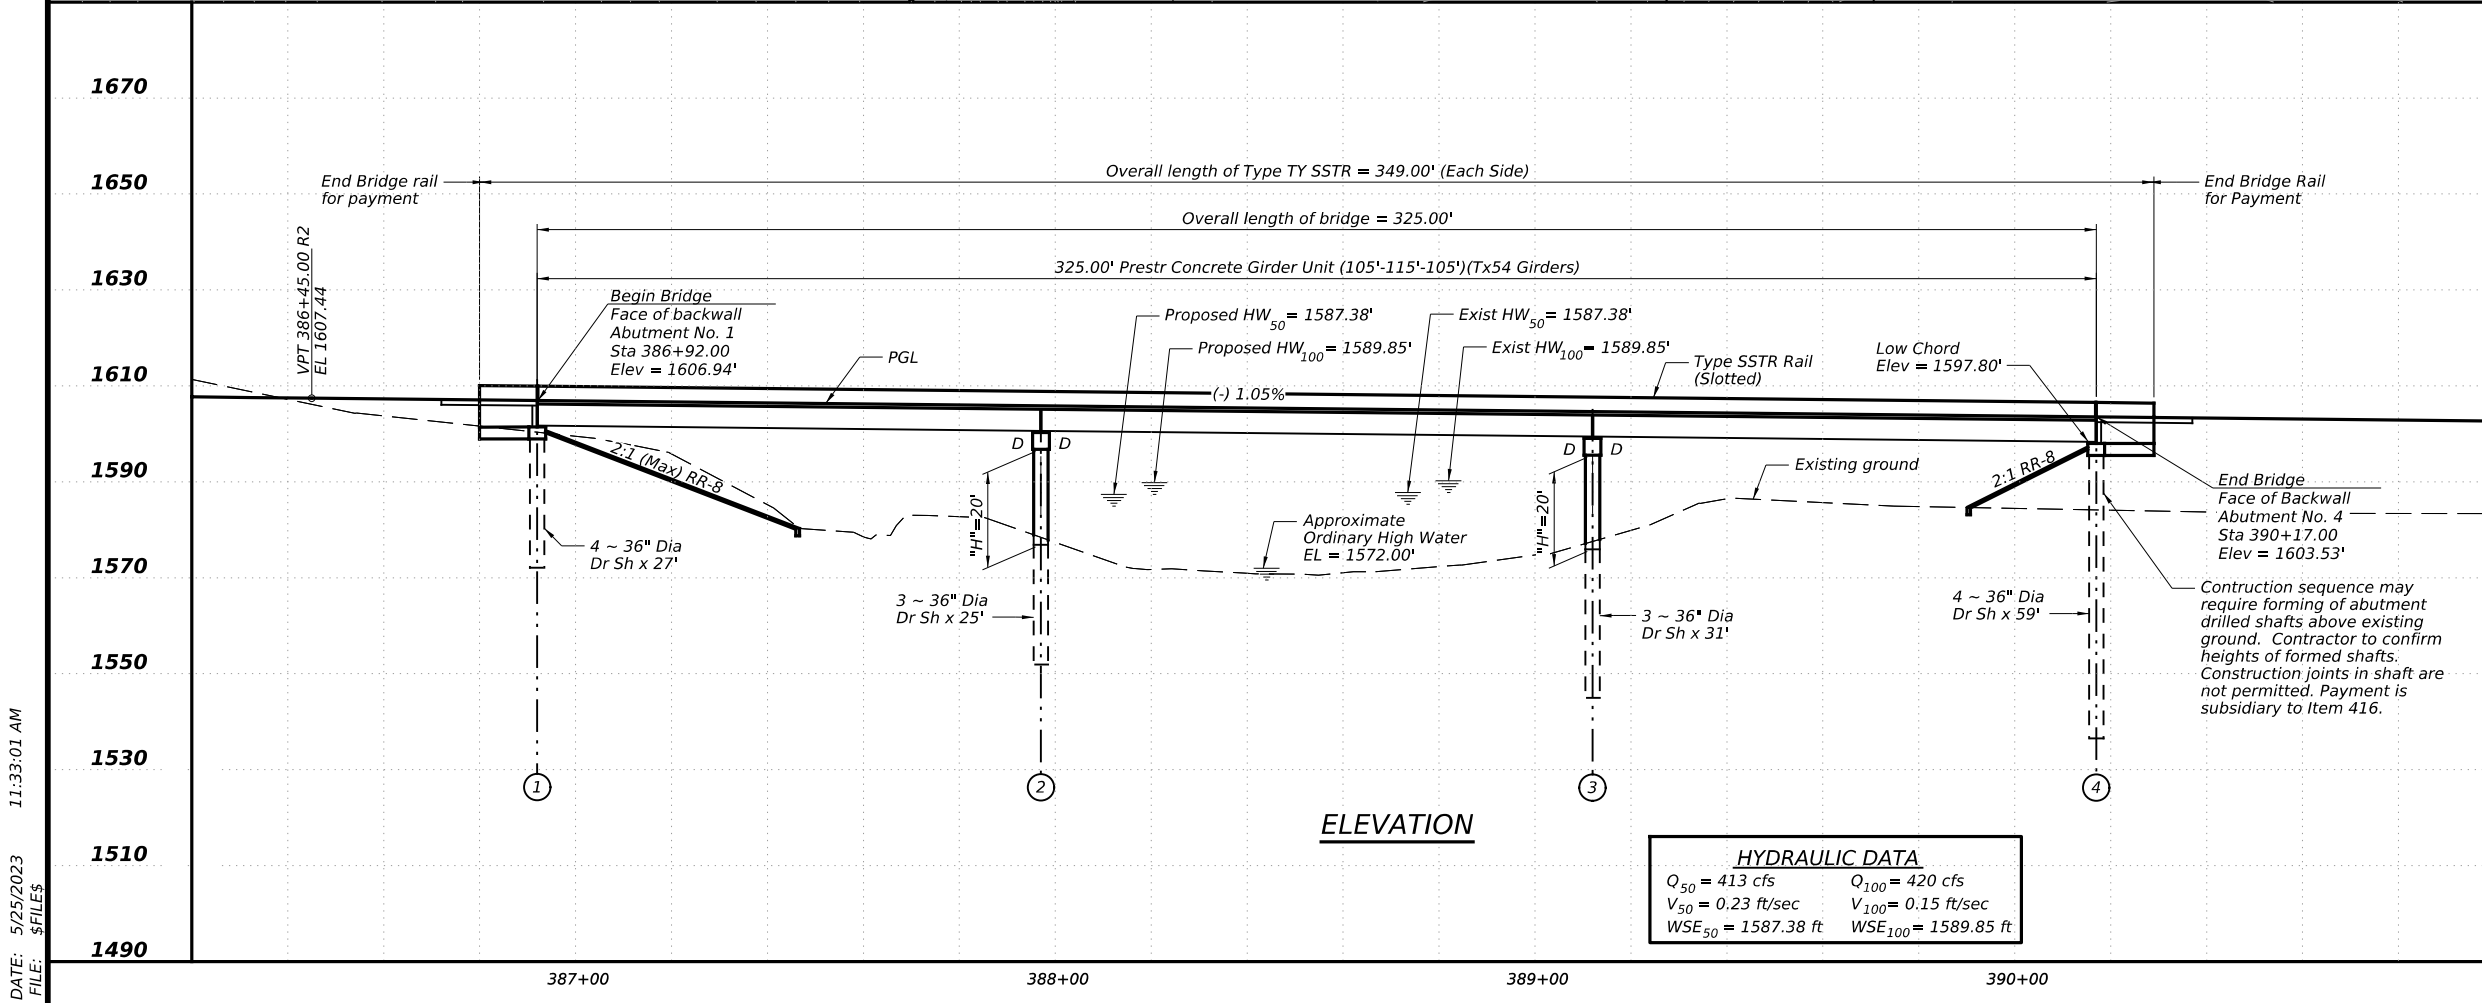 1670
1650
1630
1610
1590
1570
1550
1530
1510
1490
Overall length of Type TY SSTR = 349.00' (Each Side)
End Bridge rail
for payment
End Bridge Rail
for Payment
Overall length of bridge = 325.00'
325.00' Prestr Concrete Girder Unit (105'-115'-105')(Tx54 Girders)
VPT 386+45.00 R2
EL 1607.44
Begin Bridge
Face of backwall
Abutment No. 1
Sta 386+92.00
Elev = 1606.94'
PGL
Proposed HW50 = 1587.38'
Proposed HW100 = 1589.85'
Exist HW50 = 1587.38'
Exist HW100 = 1589.85'
(-) 1.05%
Type SSTR Rail
(Slotted)
Low Chord
Elev = 1597.80'
2:1 (Max) RR-8
D D
D D
"H"=20'
"H"=20'
Existing ground
2:1 RR-8
End Bridge
Face of Backwall
Abutment No. 4
Sta 390+17.00
Elev = 1603.53'
Approximate
Ordinary High Water
EL = 1572.00'
4 ~ 36" Dia
Dr Sh x 27'
3 ~ 36" Dia
Dr Sh x 25'
3 ~ 36" Dia
Dr Sh x 31'
4 ~ 36" Dia
Dr Sh x 59'
Contruction sequence may
require forming of abutment
drilled shafts above existing
ground. Contractor to confirm
heights of formed shafts.
Construction joints in shaft are
not permitted. Payment is
subsidiary to Item 416.
1
2
3
4
ELEVATION
HYDRAULIC DATA
Q50 = 413 cfs Q100 = 420 cfs
V50 = 0.23 ft/sec V100 = 0.15 ft/sec
WSE50 = 1587.38 ft WSE100 = 1589.85 ft
387+00
388+00
389+00
390+00
DATE: 5/25/2023 11:33:01 AM
FILE: $FILE$